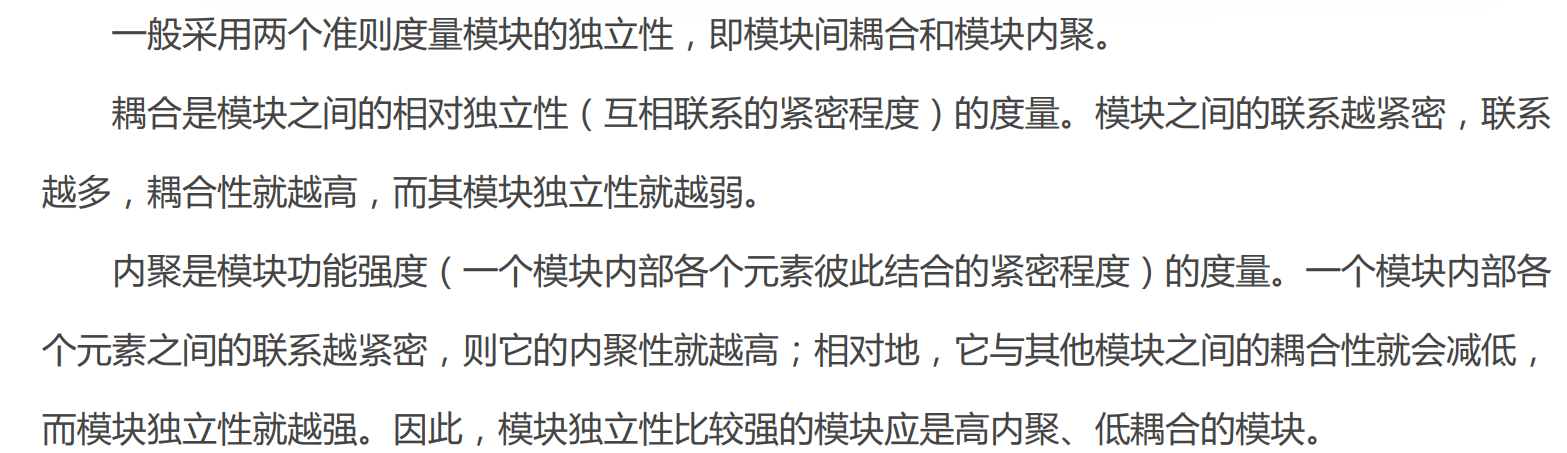 一般采用两个准则度量模块的独立性，即模块间耦合和模块内聚。
耦合是模块之间的相对独立性（互相联系的紧密程度）的度量。模块之间的联系越紧密，联系
越多，耦合性就越高，而其模块独立性就越弱。
内聚是模块功能强度（一个模块内部各个元素彼此结合的紧密程度）的度量。一个模块内部各
个元素之间的联系越紧密，则它的内聚性就越高；相对地，它与其他模块之间的耦合性就会减低，
而模块独立性就越强。因此，模块独立性比较强的模块应是高内聚、低耦合的模块。